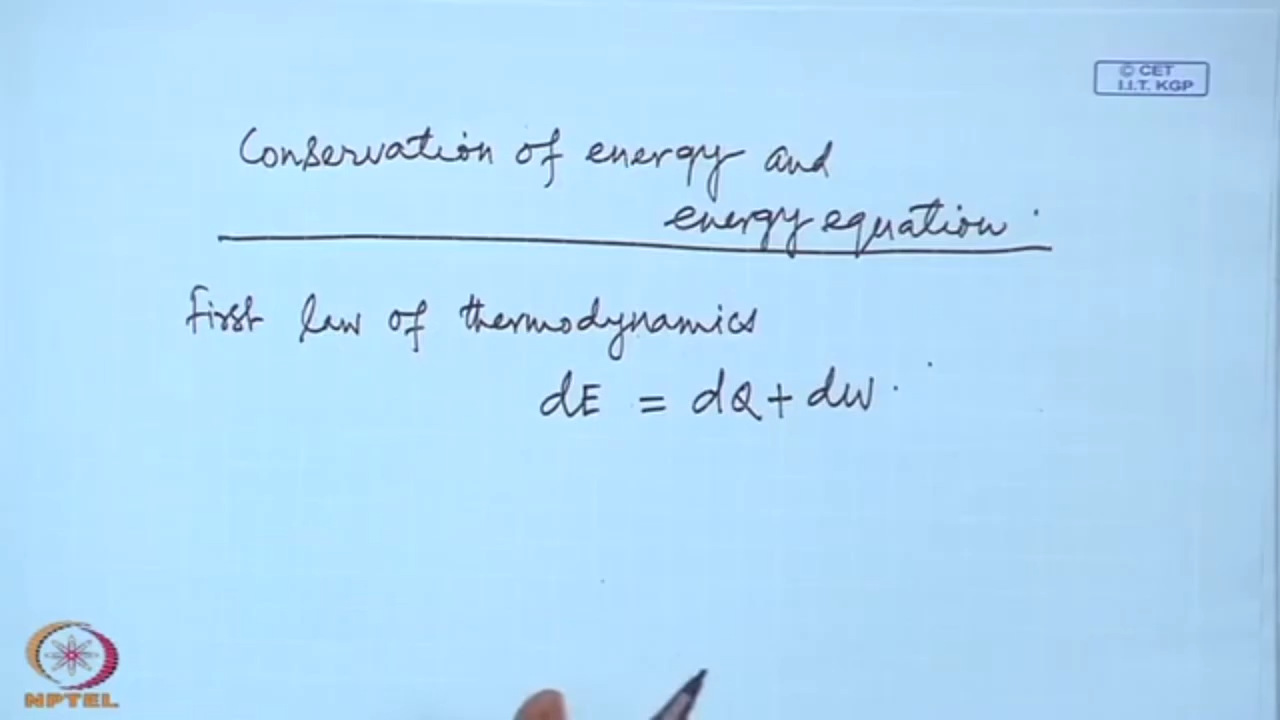 © CET
I.I.T. KGP
Conservation of energy and
energy equation.
First law of thermodynamics
dE = dQ + dW.
NPTEL